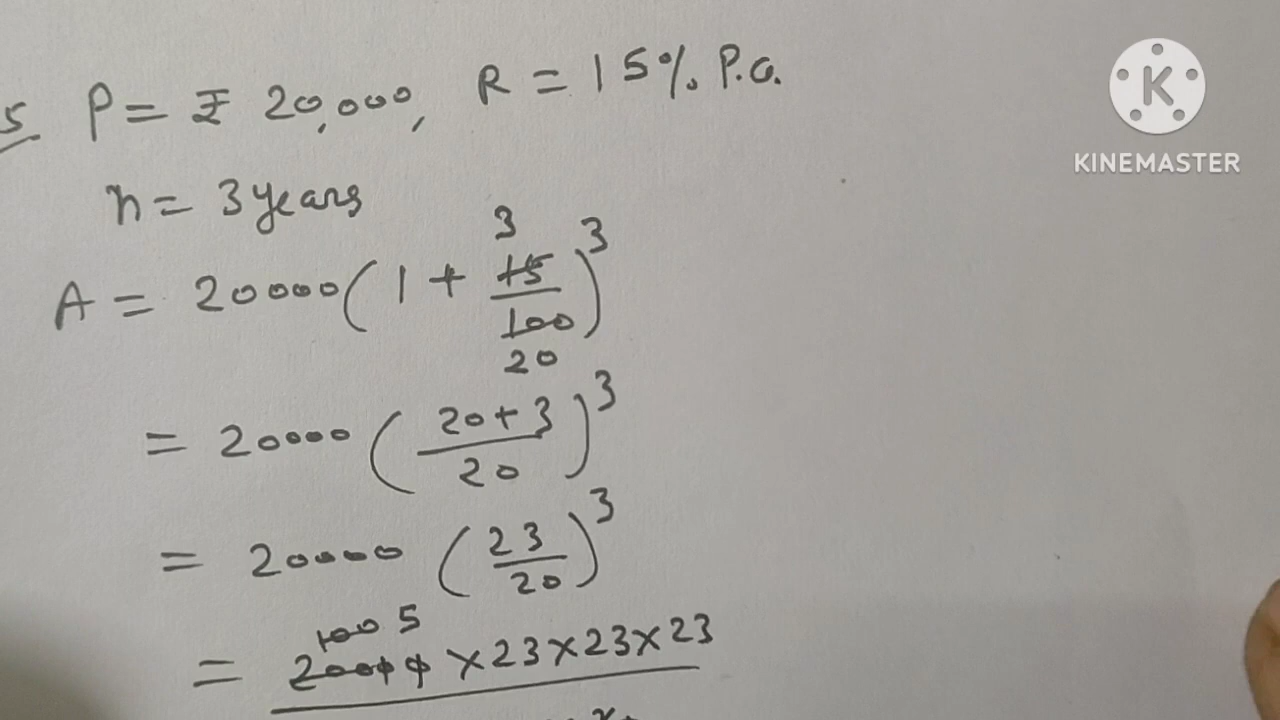 5. P = ₹ 20,000, R = 15% P.a.
KINEMASTER
n = 3 years
A = 20000 ( 1 + 15/100 )^3
3
20
= 20000 ( 20+3 / 20 )^3
= 20000 ( 23/20 )^3
100 5
= 20000 × 23 × 23 × 23